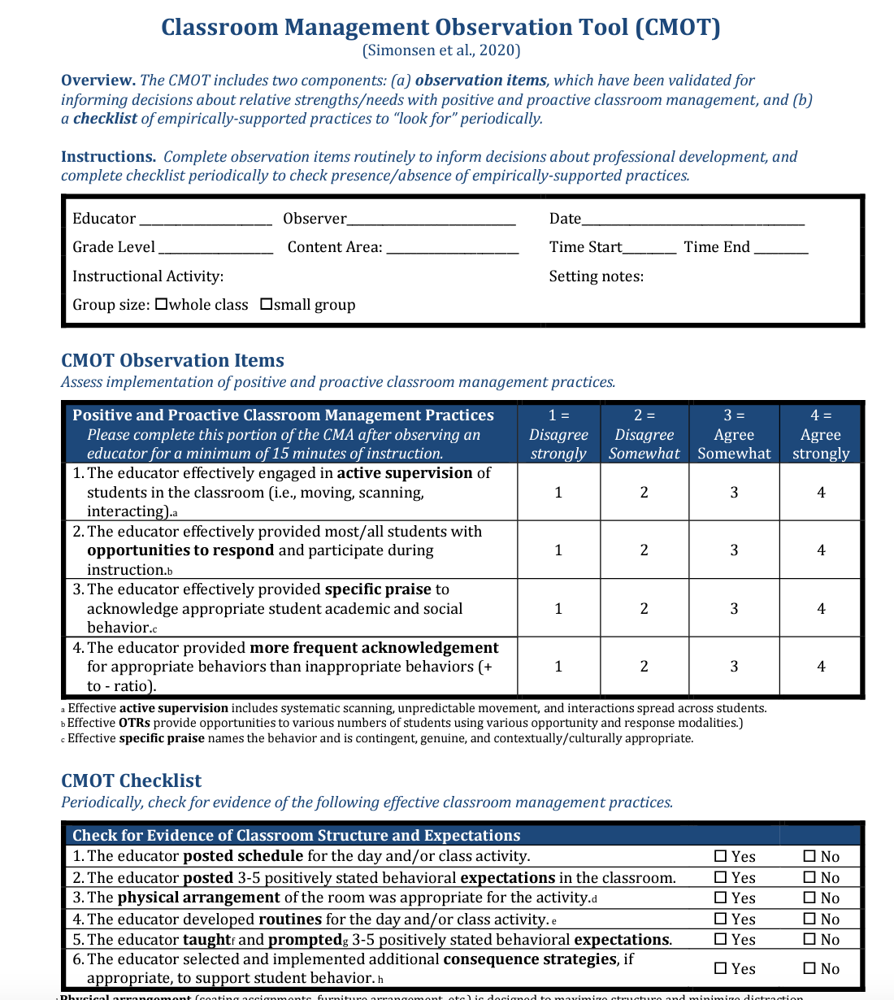 Classroom Management Observation Tool (CMOT)
(Simonsen et al., 2020)
Overview. The CMOT includes two components: (a) observation items, which have been validated for
informing decisions about relative strengths/needs with positive and proactive classroom management, and (b)
a checklist of empirically-supported practices to “look for” periodically.
Instructions.  Complete observation items routinely to inform decisions about professional development, and
complete checklist periodically to check presence/absence of empirically-supported practices.
Educator _________________ Observer______________________ Date_____________________________
Grade Level _______________ Content Area: _________________ Time Start_______ Time End _______
Instructional Activity: Setting notes:
Group size: ☐whole class ☐small group
CMOT Observation Items
Assess implementation of positive and proactive classroom management practices.
Positive and Proactive Classroom Management Practices
Please complete this portion of the CMA after observing an
educator for a minimum of 15 minutes of instruction.
1 =
Disagree
strongly
2 =
Disagree
Somewhat
3 =
Agree
Somewhat
4 =
Agree
strongly
1. The educator effectively engaged in active supervision of
students in the classroom (i.e., moving, scanning,
interacting).a
1 2 3 4
2. The educator effectively provided most/all students with
opportunities to respond and participate during
instruction.b
1 2 3 4
3. The educator effectively provided specific praise to
acknowledge appropriate student academic and social
behavior.c
1 2 3 4
4. The educator provided more frequent acknowledgement
for appropriate behaviors than inappropriate behaviors (+
to - ratio).
1 2 3 4
a Effective active supervision includes systematic scanning, unpredictable movement, and interactions spread across students.
b Effective OTRs provide opportunities to various numbers of students using various opportunity and response modalities.)
c Effective specific praise names the behavior and is contingent, genuine, and contextually/culturally appropriate.
CMOT Checklist
Periodically, check for evidence of the following effective classroom management practices.
Check for Evidence of Classroom Structure and Expectations
1. The educator posted schedule for the day and/or class activity. ☐ Yes ☐ No
2. The educator posted 3-5 positively stated behavioral expectations in the classroom. ☐ Yes ☐ No
3. The physical arrangement of the room was appropriate for the activity.d ☐ Yes ☐ No
4. The educator developed routines for the day and/or class activity. e ☐ Yes ☐ No
5. The educator taughtf and promptedg 3-5 positively stated behavioral expectations. ☐ Yes ☐ No
6. The educator selected and implemented additional consequence strategies, if
appropriate, to support student behavior. h ☐ Yes ☐ No
Physical arrangement (seating assignments, furniture arrangement, etc.) is designed to maximize structure and minimize distraction